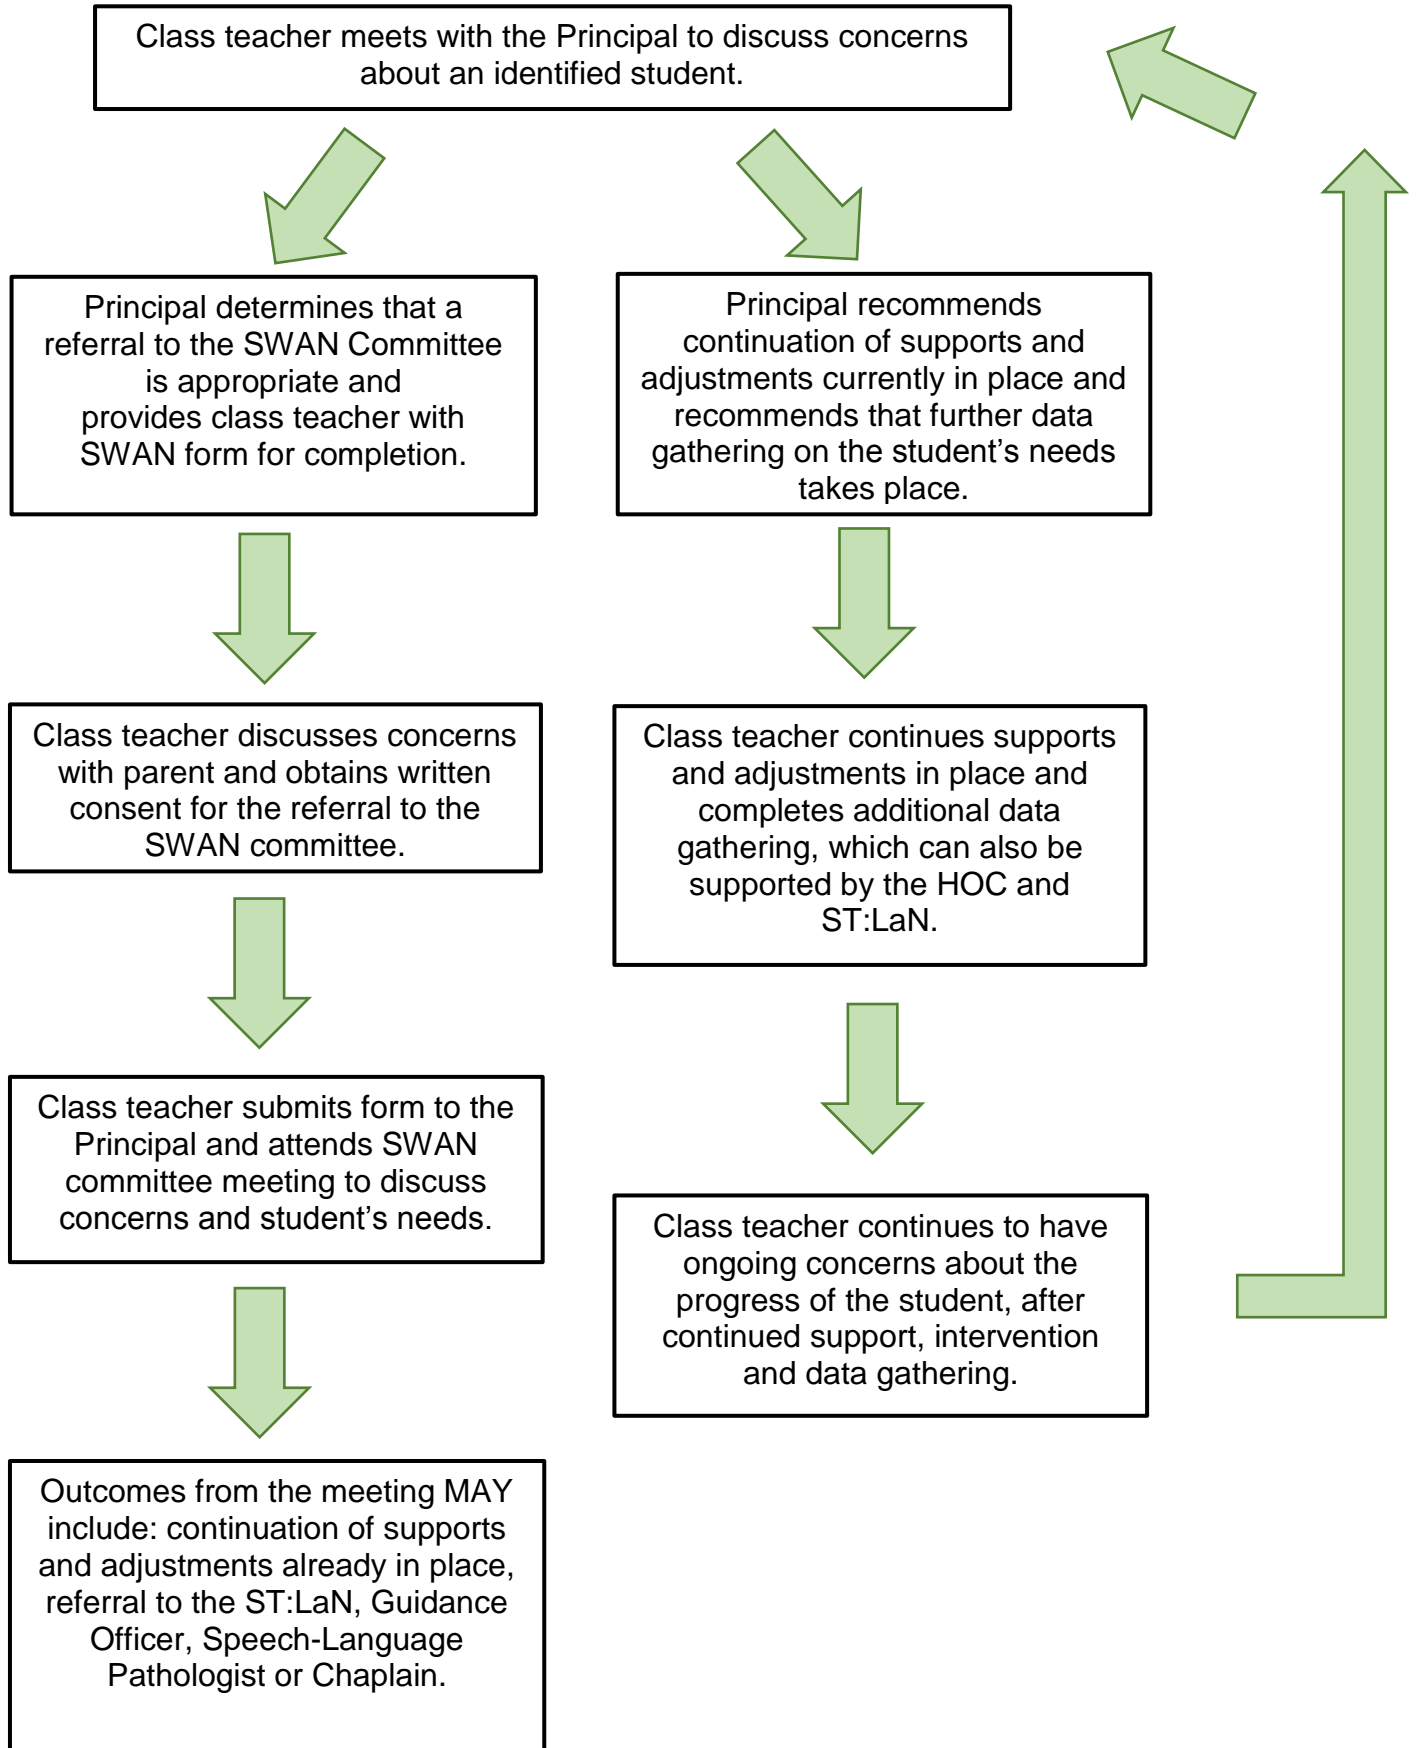 Class teacher meets with the Principal to discuss concerns
about an identified student.
Principal determines that a
referral to the SWAN Committee
is appropriate and
provides class teacher with
SWAN form for completion.
Principal recommends
continuation of supports and
adjustments currently in place and
recommends that further data
gathering on the student’s needs
takes place.
Class teacher discusses concerns
with parent and obtains written
consent for the referral to the
SWAN committee.
Class teacher continues supports
and adjustments in place and
completes additional data
gathering, which can also be
supported by the HOC and
ST:LaN.
Class teacher submits form to the
Principal and attends SWAN
committee meeting to discuss
concerns and student’s needs.
Class teacher continues to have
ongoing concerns about the
progress of the student, after
continued support, intervention
and data gathering.
Outcomes from the meeting MAY
include: continuation of supports
and adjustments already in place,
referral to the ST:LaN, Guidance
Officer, Speech-Language
Pathologist or Chaplain.